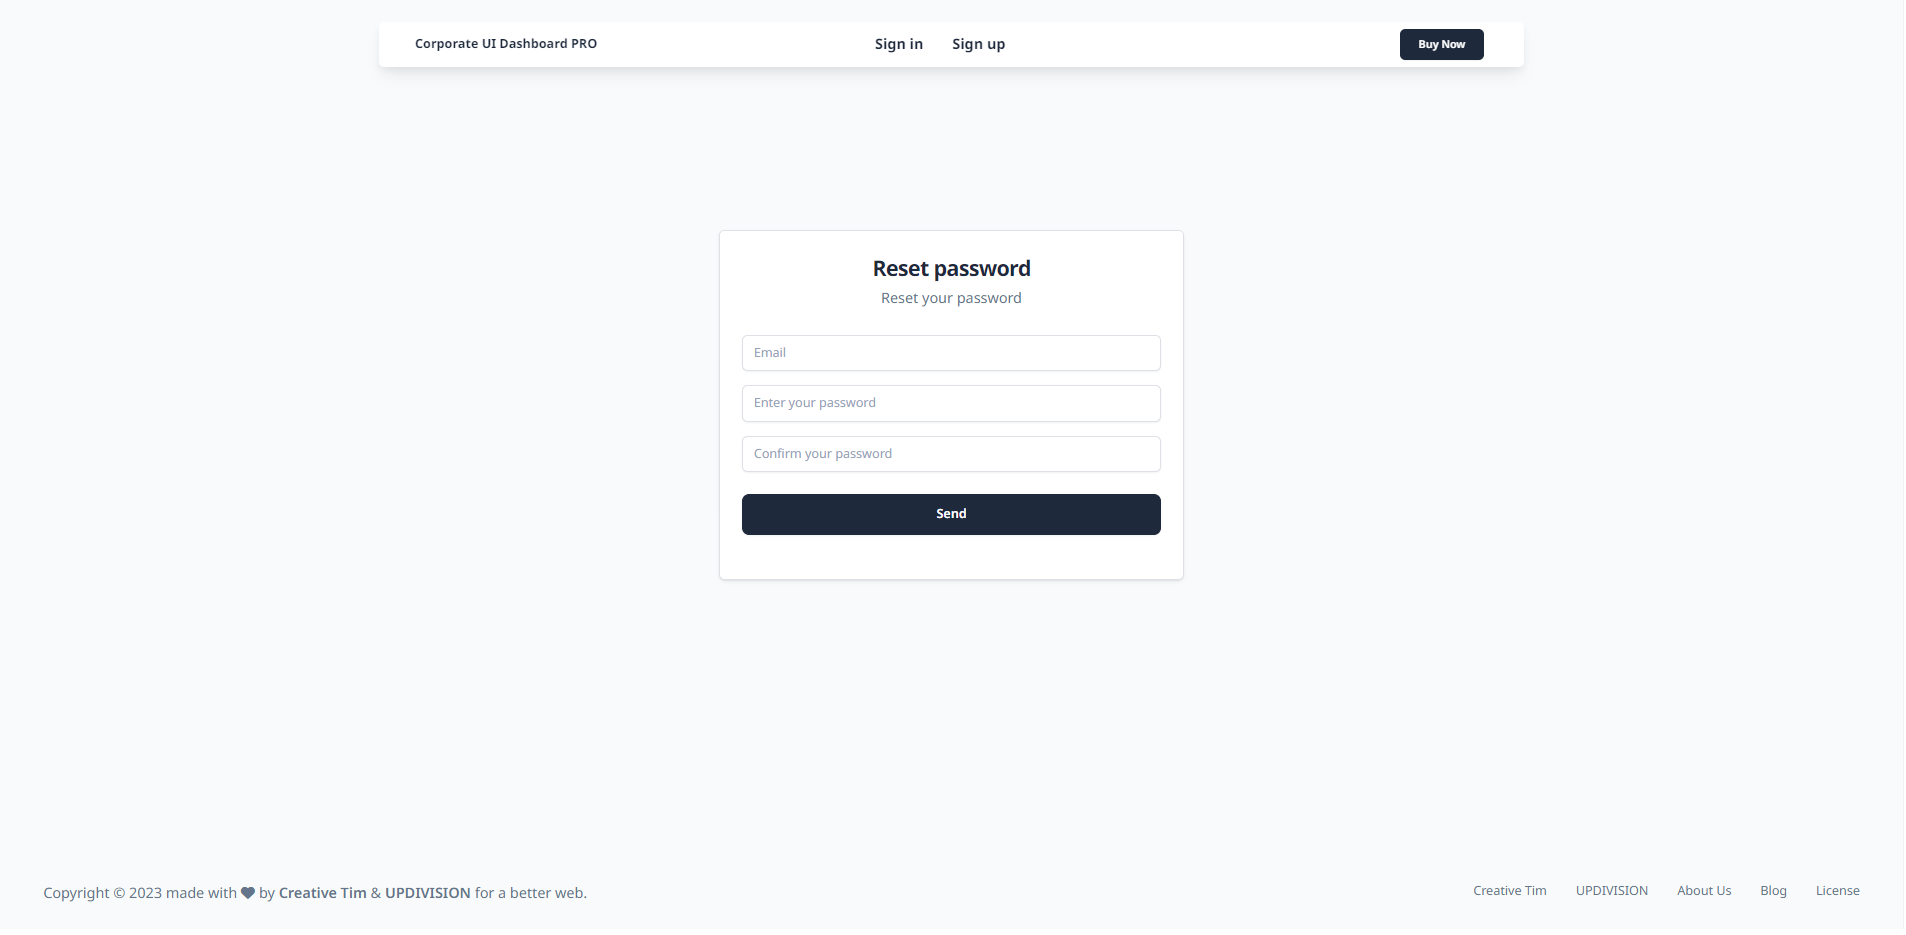 Corporate UI Dashboard PRO
Sign in
Sign up
Buy Now
Reset password
Reset your password
Email
Enter your password
Confirm your password
Send
Copyright © 2023 made with ♥ by Creative Tim & UPDIVISION for a better web.
Creative Tim
UPDIVISION
About Us
Blog
License